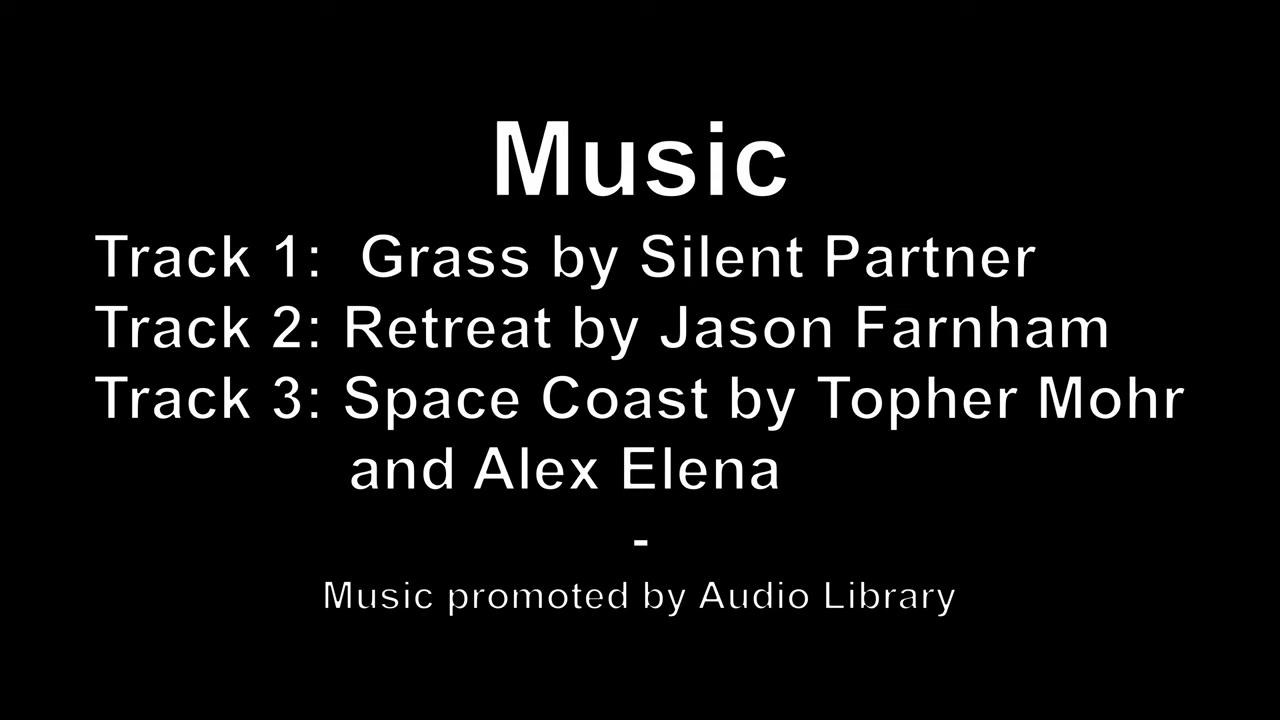 Music
Track 1:  Grass by Silent Partner
Track 2: Retreat by Jason Farnham
Track 3: Space Coast by Topher Mohr
and Alex Elena
-
Music promoted by Audio Library